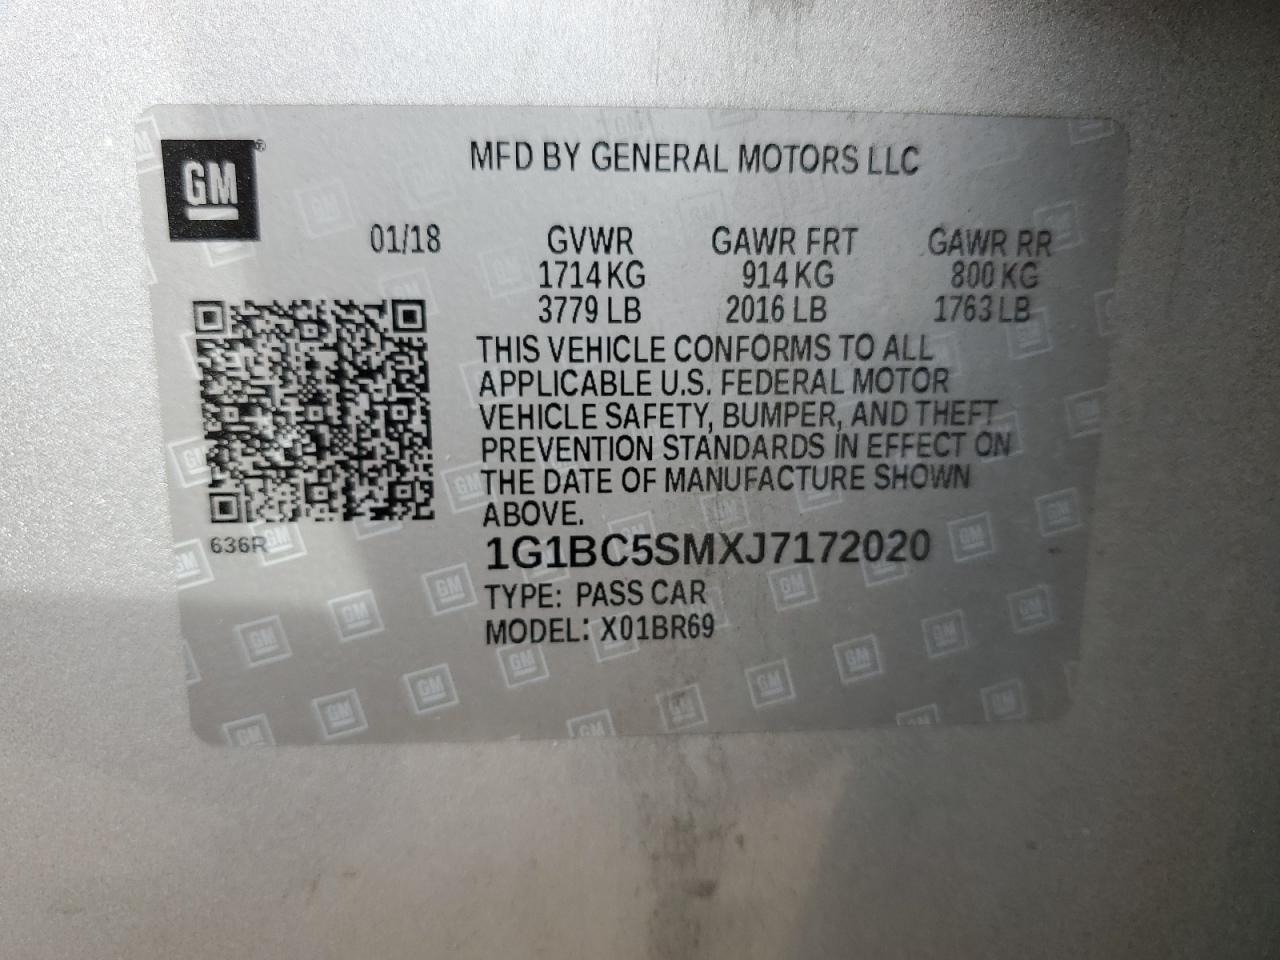 GM®
MFD BY GENERAL MOTORS LLC
01/18 GVWR GAWR FRT GAWR RR
1714 KG 914 KG 800 KG
3779 LB 2016 LB 1763 LB
THIS VEHICLE CONFORMS TO ALL
APPLICABLE U.S. FEDERAL MOTOR
VEHICLE SAFETY, BUMPER, AND THEFT
PREVENTION STANDARDS IN EFFECT ON
THE DATE OF MANUFACTURE SHOWN
ABOVE.
636R
1G1BC5SMXJ7172020
TYPE: PASS CAR
MODEL: X01BR69